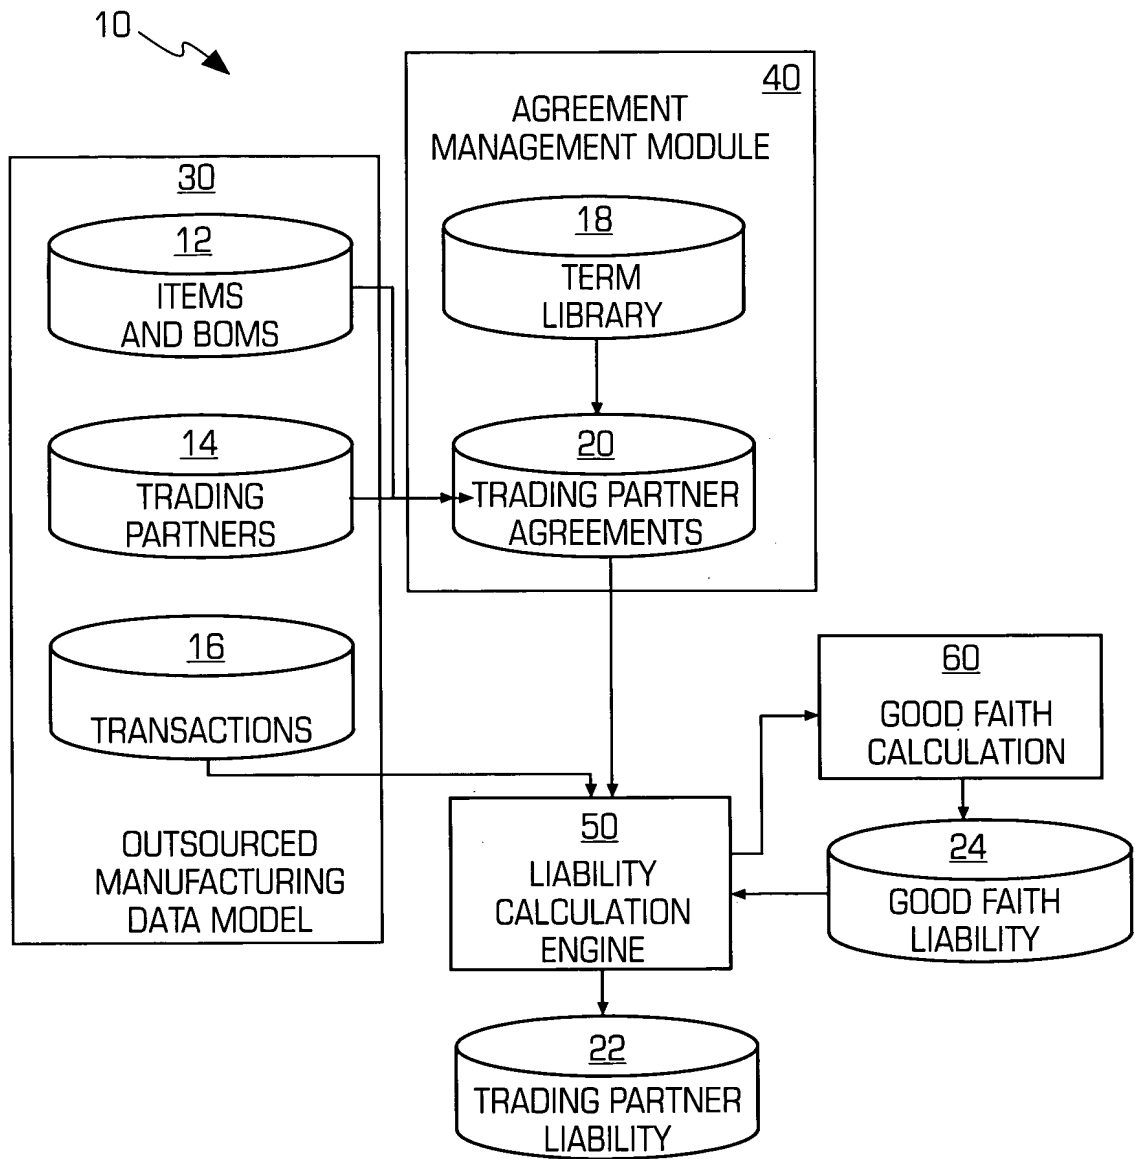 10
40
AGREEMENT
MANAGEMENT MODULE
30
12
ITEMS
AND BOMS
18
TERM
LIBRARY
14
TRADING
PARTNERS
20
TRADING PARTNER
AGREEMENTS
16
TRANSACTIONS
OUTSOURCED
MANUFACTURING
DATA MODEL
60
GOOD FAITH
CALCULATION
50
LIABILITY
CALCULATION
ENGINE
24
GOOD FAITH
LIABILITY
22
TRADING PARTNER
LIABILITY